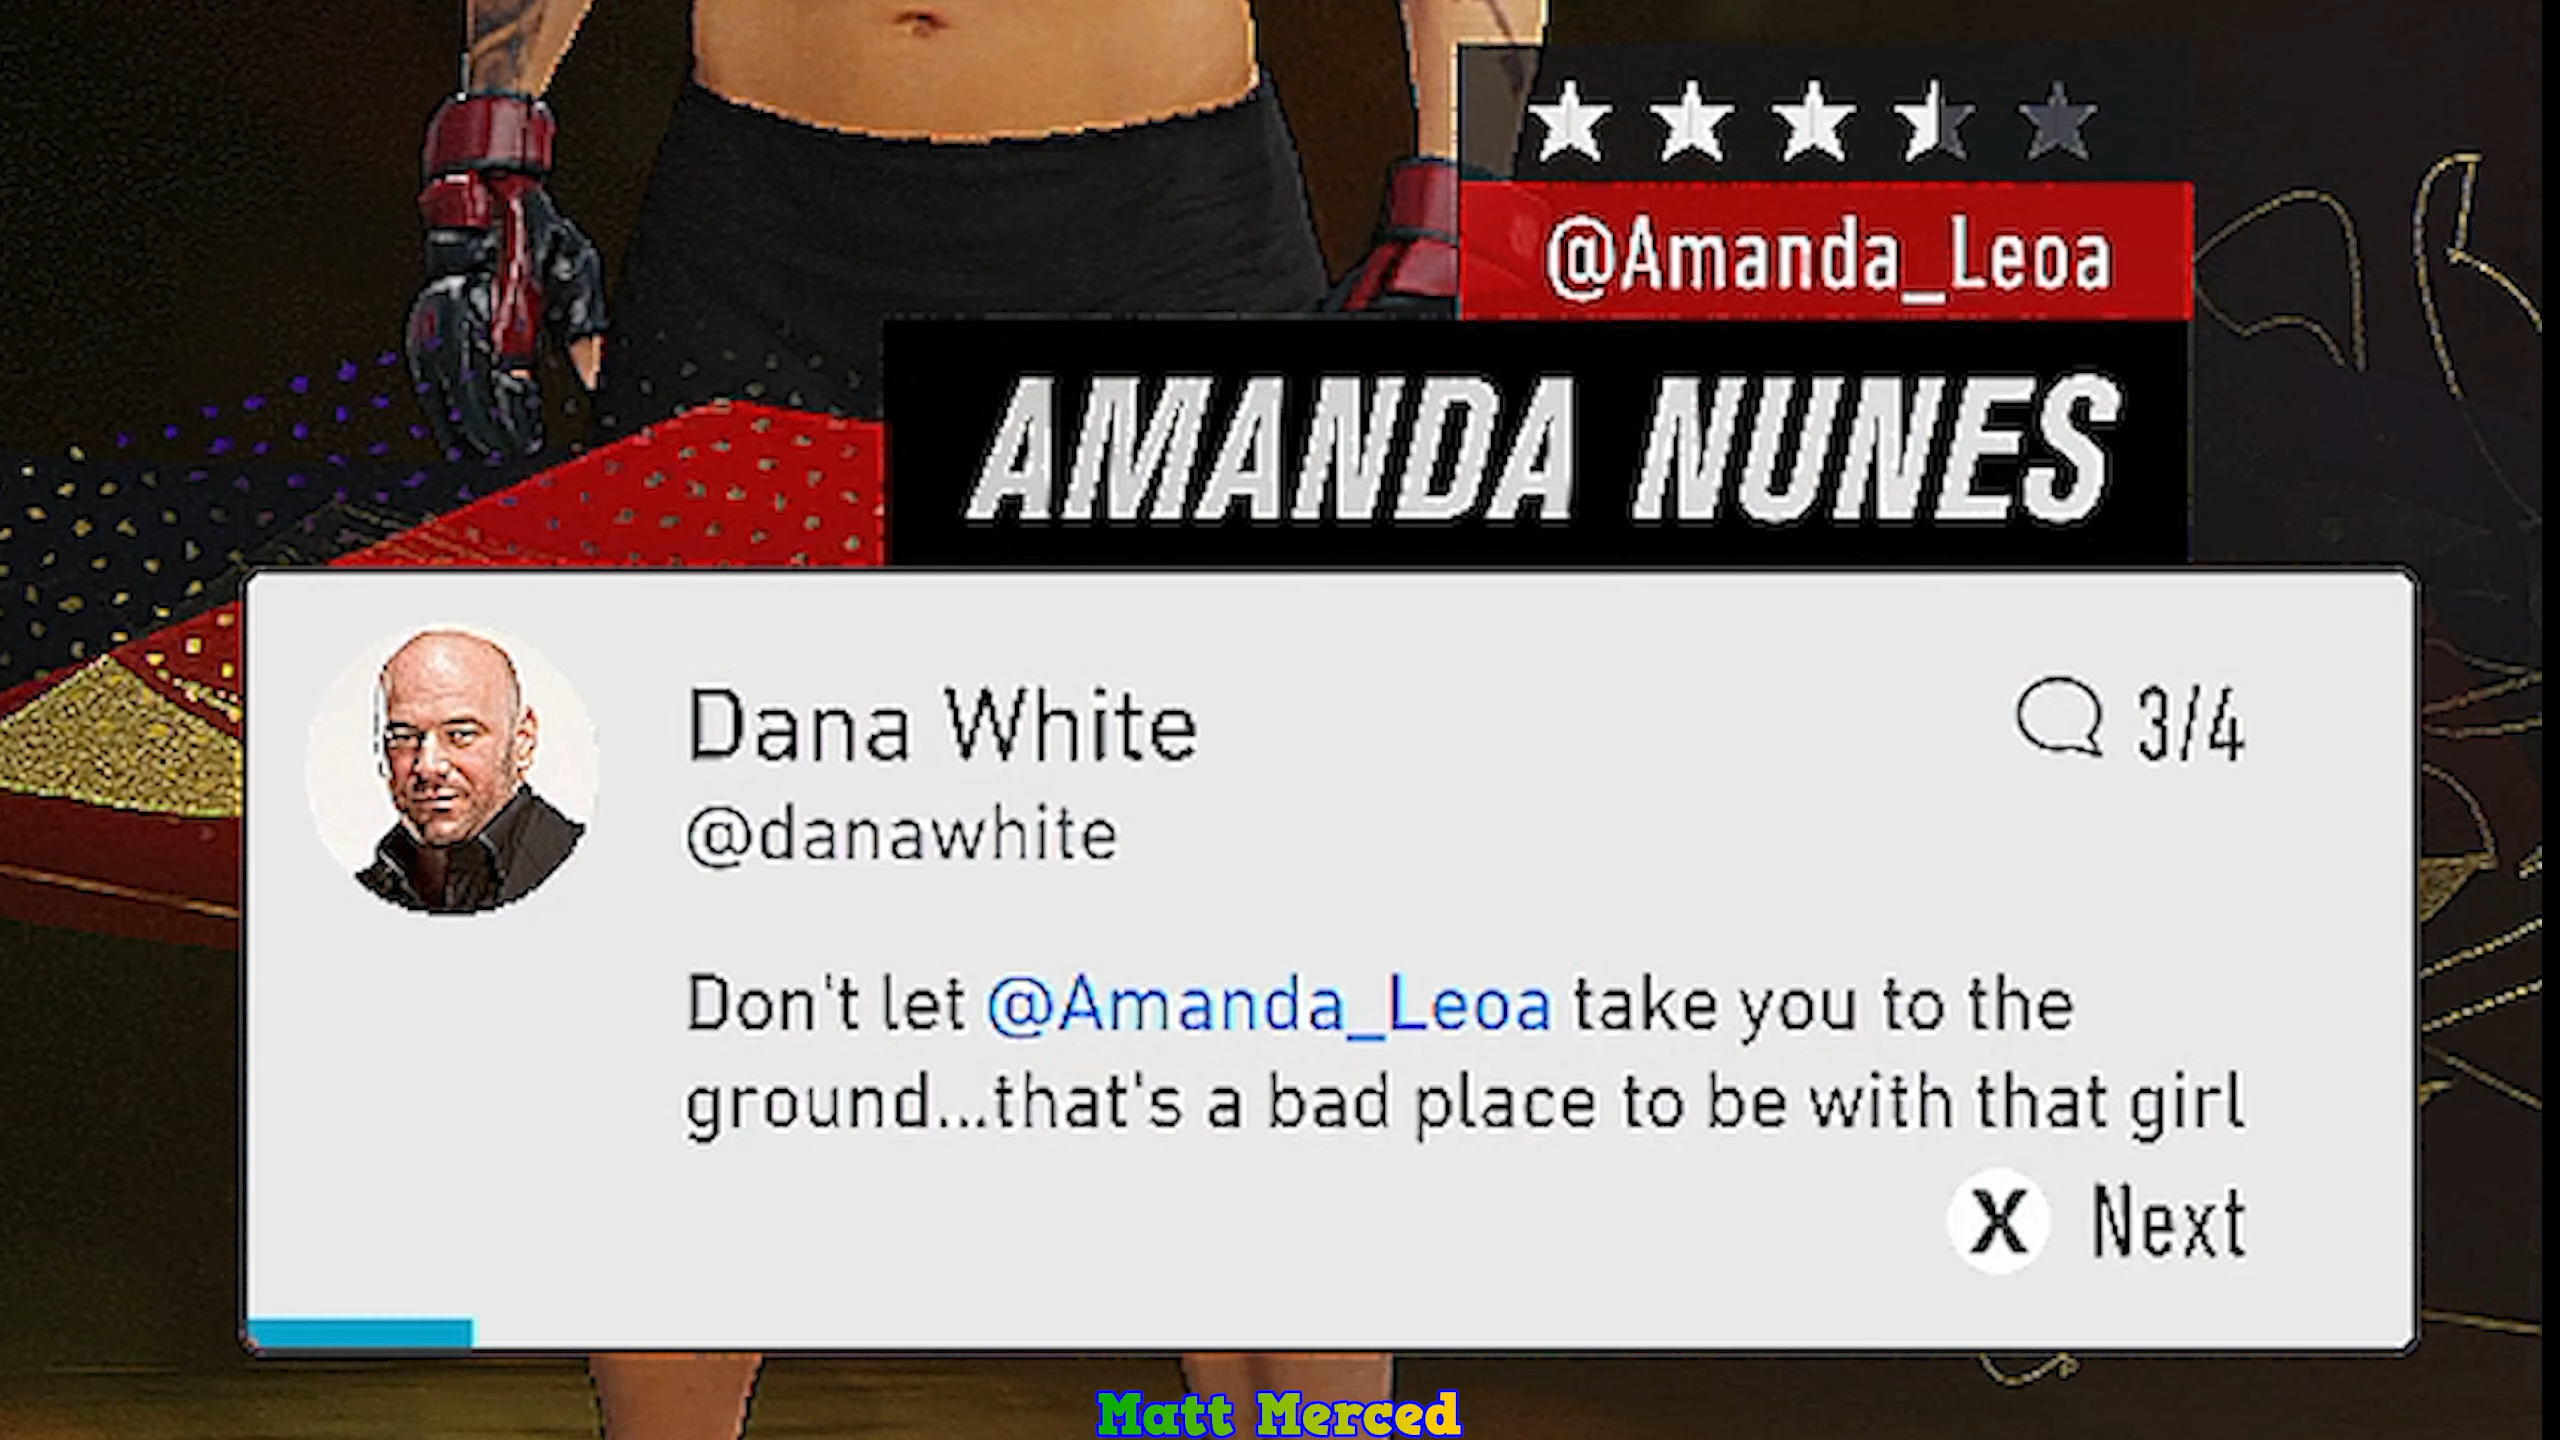 @Amanda_Leoa
AMANDA NUNES
Dana White
3/4
@danawhite
Don't let @Amanda_Leoa take you to the
ground...that's a bad place to be with that girl
X Next
Matt Merced